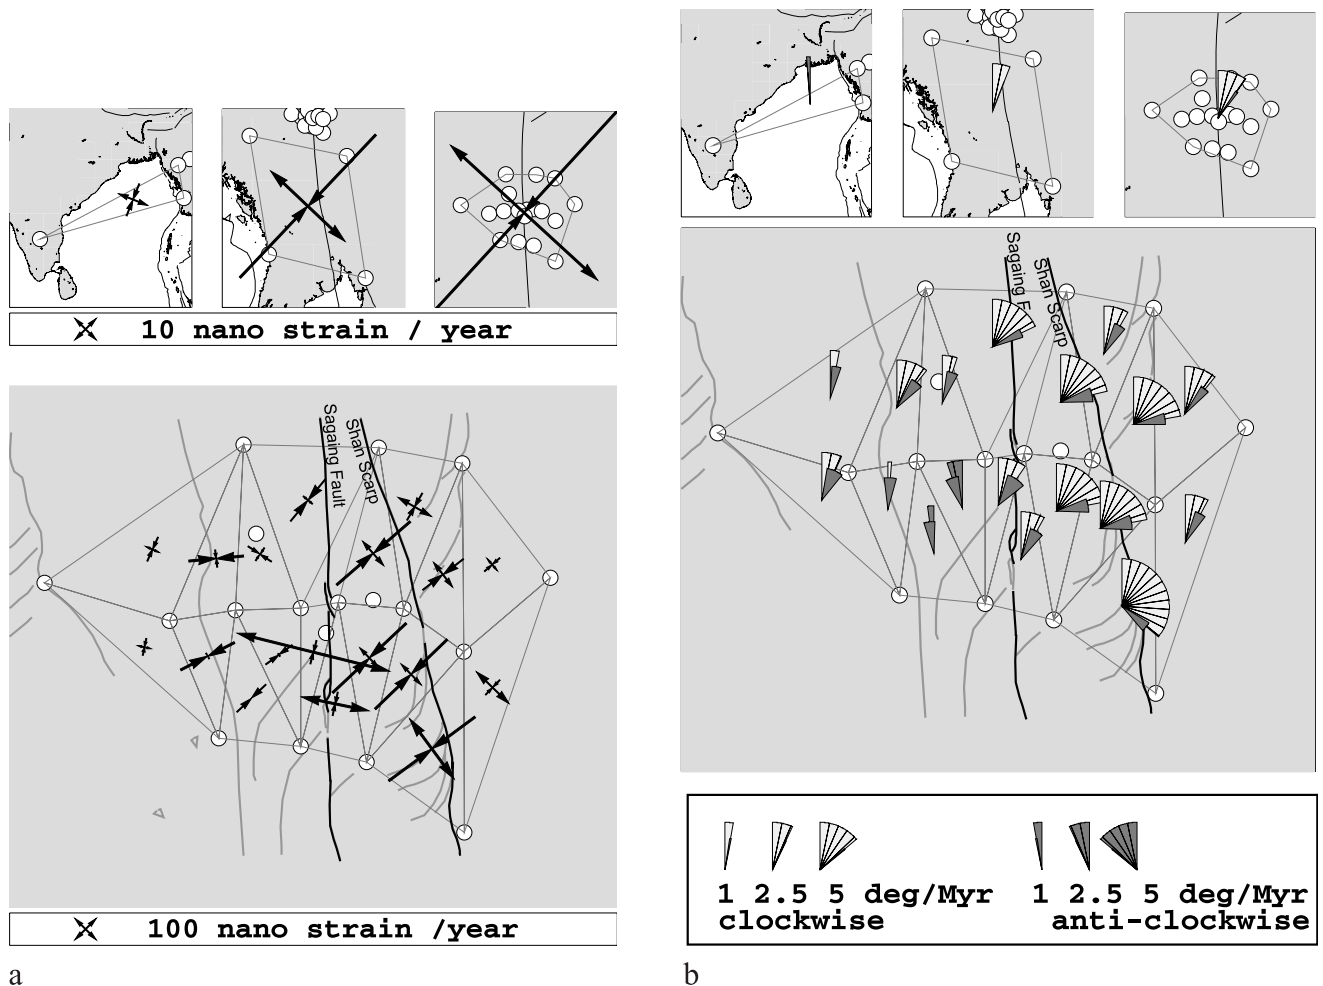 10 nano strain / year
Sagaing Fault
Shan Scarp
100 nano strain /year
a
Sagaing F
Shan Scarp
1 2.5 5 deg/Myr
clockwise
1 2.5 5 deg/Myr
anti-clockwise
b